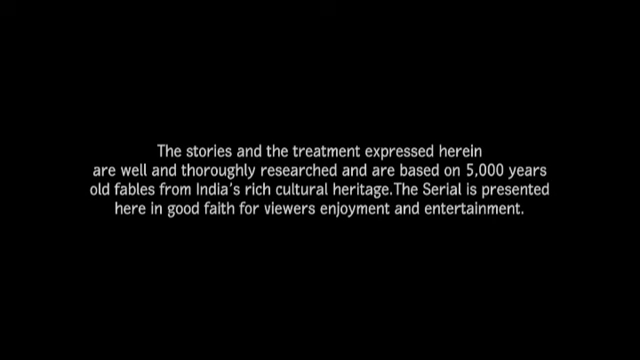 The stories and the treatment expressed herein
are well and thoroughly researched and are based on 5,000 years
old fables from India's rich cultural heritage.The Serial is presented
here in good faith for viewers enjoyment and entertainment.